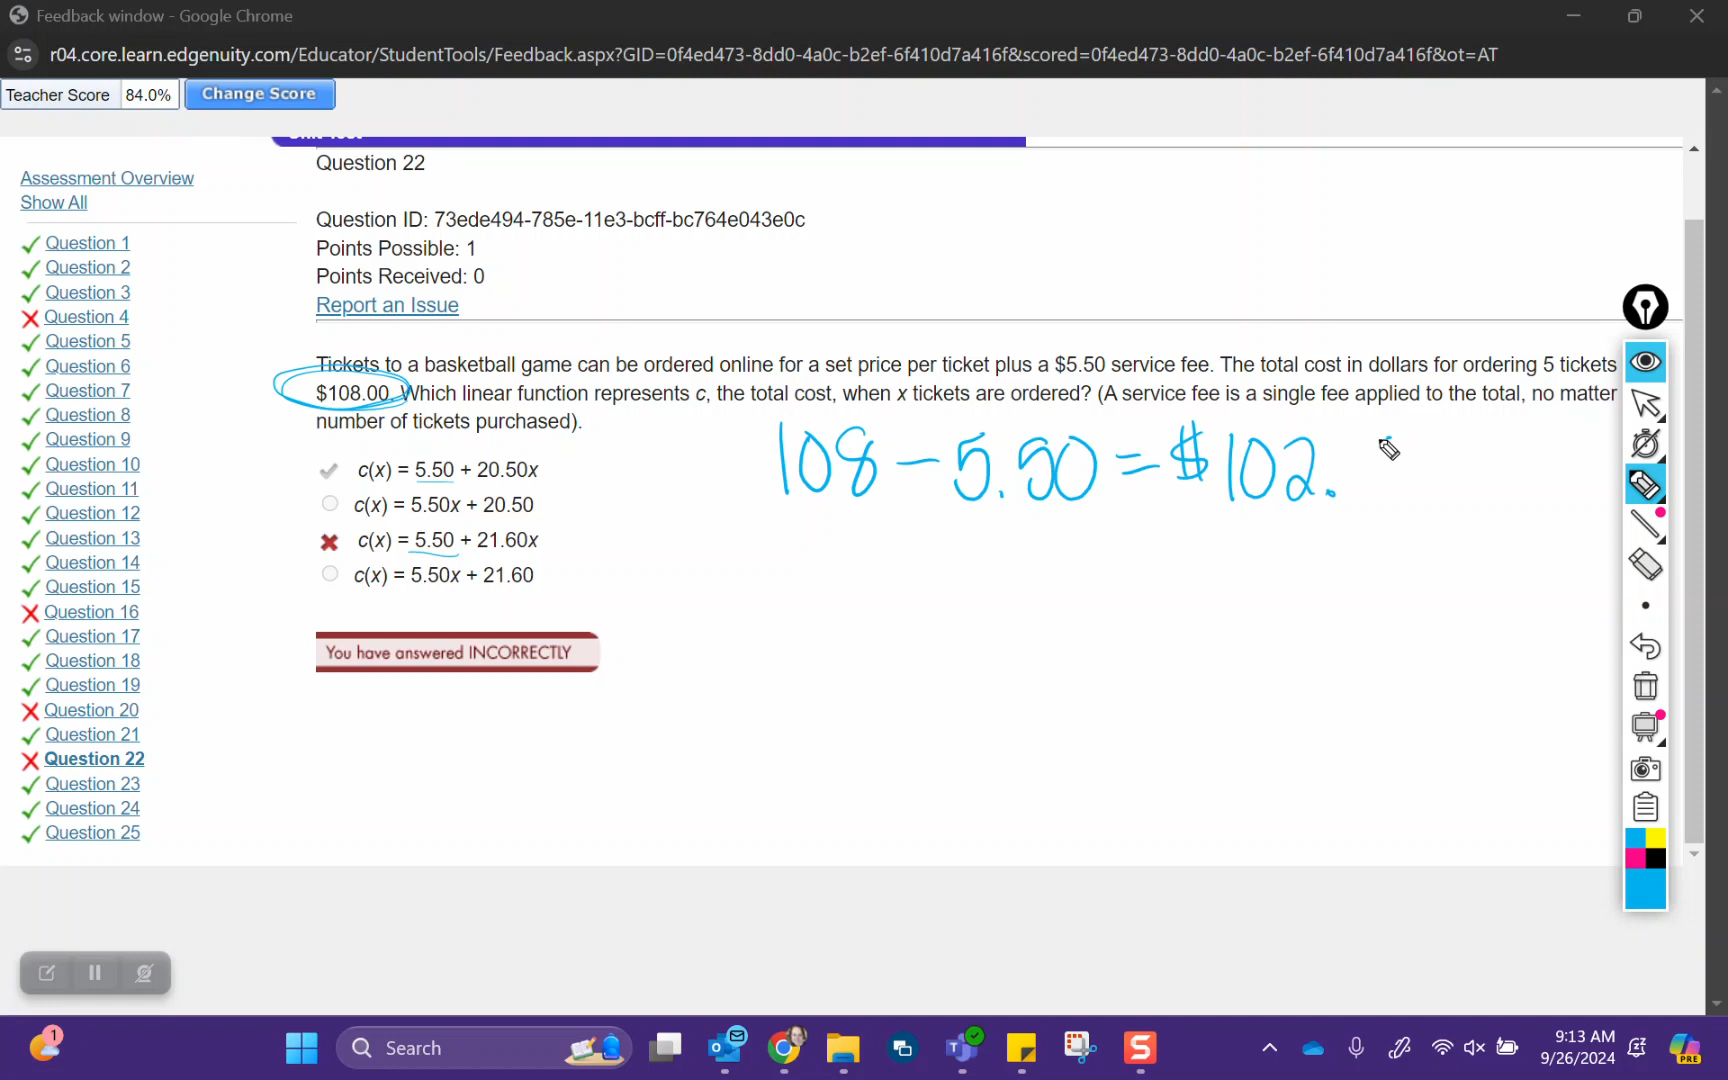 Feedback window - Google Chrome
r04.core.learn.edgenuity.com/Educator/StudentTools/Feedback.aspx?GID=0f4ed473-8dd0-4a0c-b2ef-6f410d7a416f&scored=0f4ed473-8dd0-4a0c-b2ef-6f410d7a416f&ot=AT
Teacher Score 84.0% Change Score
Question 22
Assessment Overview
Show All
Question ID: 73ede494-785e-11e3-bcff-bc764e043e0c
Points Possible: 1
Points Received: 0
Report an Issue
Question 1
Question 2
Question 3
Question 4
Question 5
Question 6
Question 7
Question 8
Question 9
Question 10
Question 11
Question 12
Question 13
Question 14
Question 15
Question 16
Question 17
Question 18
Question 19
Question 20
Question 21
Question 22
Question 23
Question 24
Question 25
Tickets to a basketball game can be ordered online for a set price per ticket plus a $5.50 service fee. The total cost in dollars for ordering 5 tickets
$108.00. Which linear function represents c, the total cost, when x tickets are ordered? (A service fee is a single fee applied to the total, no matter
number of tickets purchased).
108 – 5.50 = $102.
c(x) = 5.50 + 20.50x
c(x) = 5.50x + 20.50
c(x) = 5.50 + 21.60x
c(x) = 5.50x + 21.60
You have answered INCORRECTLY
1
Search
9:13 AM
9/26/2024
PRE